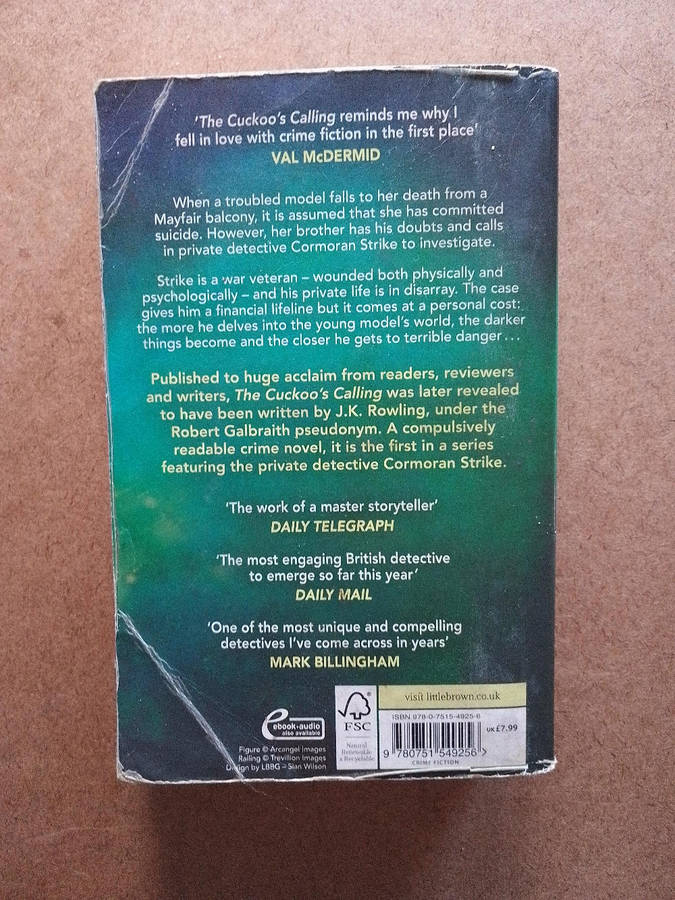 'The Cuckoo's Calling reminds me why I
fell in love with crime fiction in the first place'
VAL McDERMID
When a troubled model falls to her death from a
Mayfair balcony, it is assumed that she has committed
suicide. However, her brother has his doubts and calls
in private detective Cormoran Strike to investigate.
Strike is a war veteran – wounded both physically and
psychologically – and his private life is in disarray. The case
gives him a financial lifeline but it comes at a personal cost:
the more he delves into the young model's world, the darker
things become and the closer he gets to terrible danger...
Published to huge acclaim from readers, reviewers
and writers, The Cuckoo's Calling was later revealed
to have been written by J.K. Rowling, under the
Robert Galbraith pseudonym. A compulsively
readable crime novel, it is the first in a series
featuring the private detective Cormoran Strike.
'The work of a master storyteller'
DAILY TELEGRAPH
'The most engaging British detective
to emerge so far this year'
DAILY MAIL
'One of the most unique and compelling
detectives I've come across in years'
MARK BILLINGHAM
ebook+audio
also available
Figure © Arcangel Images
Railing © Trevillion Images
Design by LBBG – Sian Wilson
FSC
Natural
Renewable
& Recyclable
visit littlebrown.co.uk
ISBN 978-0-7515-4925-6
UK £7.99
9 780751 549256 >
CRIME FICTION